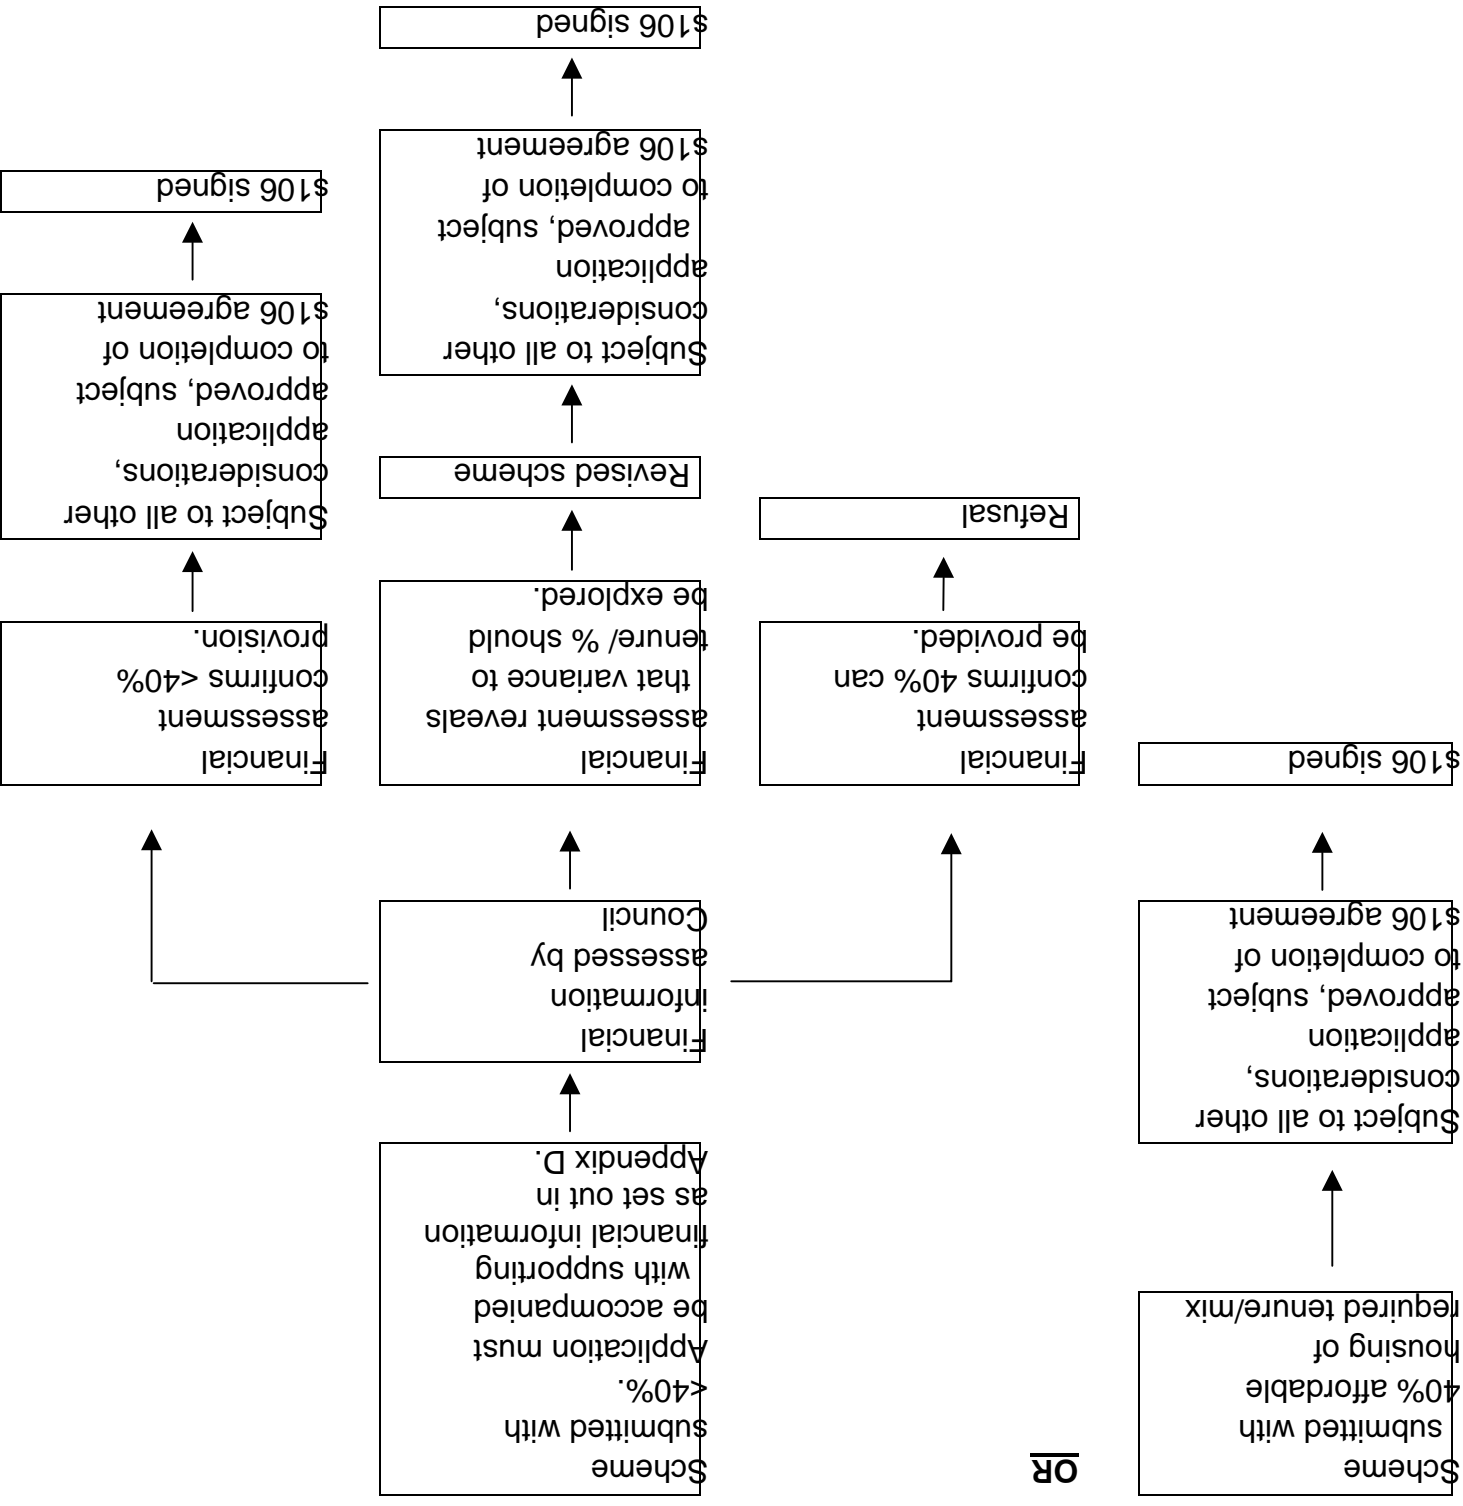 Scheme
submitted with
40% affordable
housing of
required tenure/mix
OR
Scheme
submitted with
<40%.
Application must
be accompanied
with supporting
financial information
as set out in
Appendix D.
Subject to all other
considerations,
application
approved, subject
to completion of
s106 agreement
Financial
information
assessed by
Council
s106 signed
Financial
assessment
confirms 40% can
be provided.
Financial
assessment reveals
that variance to
tenure/ % should
be explored.
Financial
assessment
confirms <40%
provision.
Refusal
Revised scheme
Subject to all other
considerations,
application
approved, subject
to completion of
s106 agreement
Subject to all other
considerations,
application
approved, subject
to completion of
s106 agreement
s106 signed
s106 signed